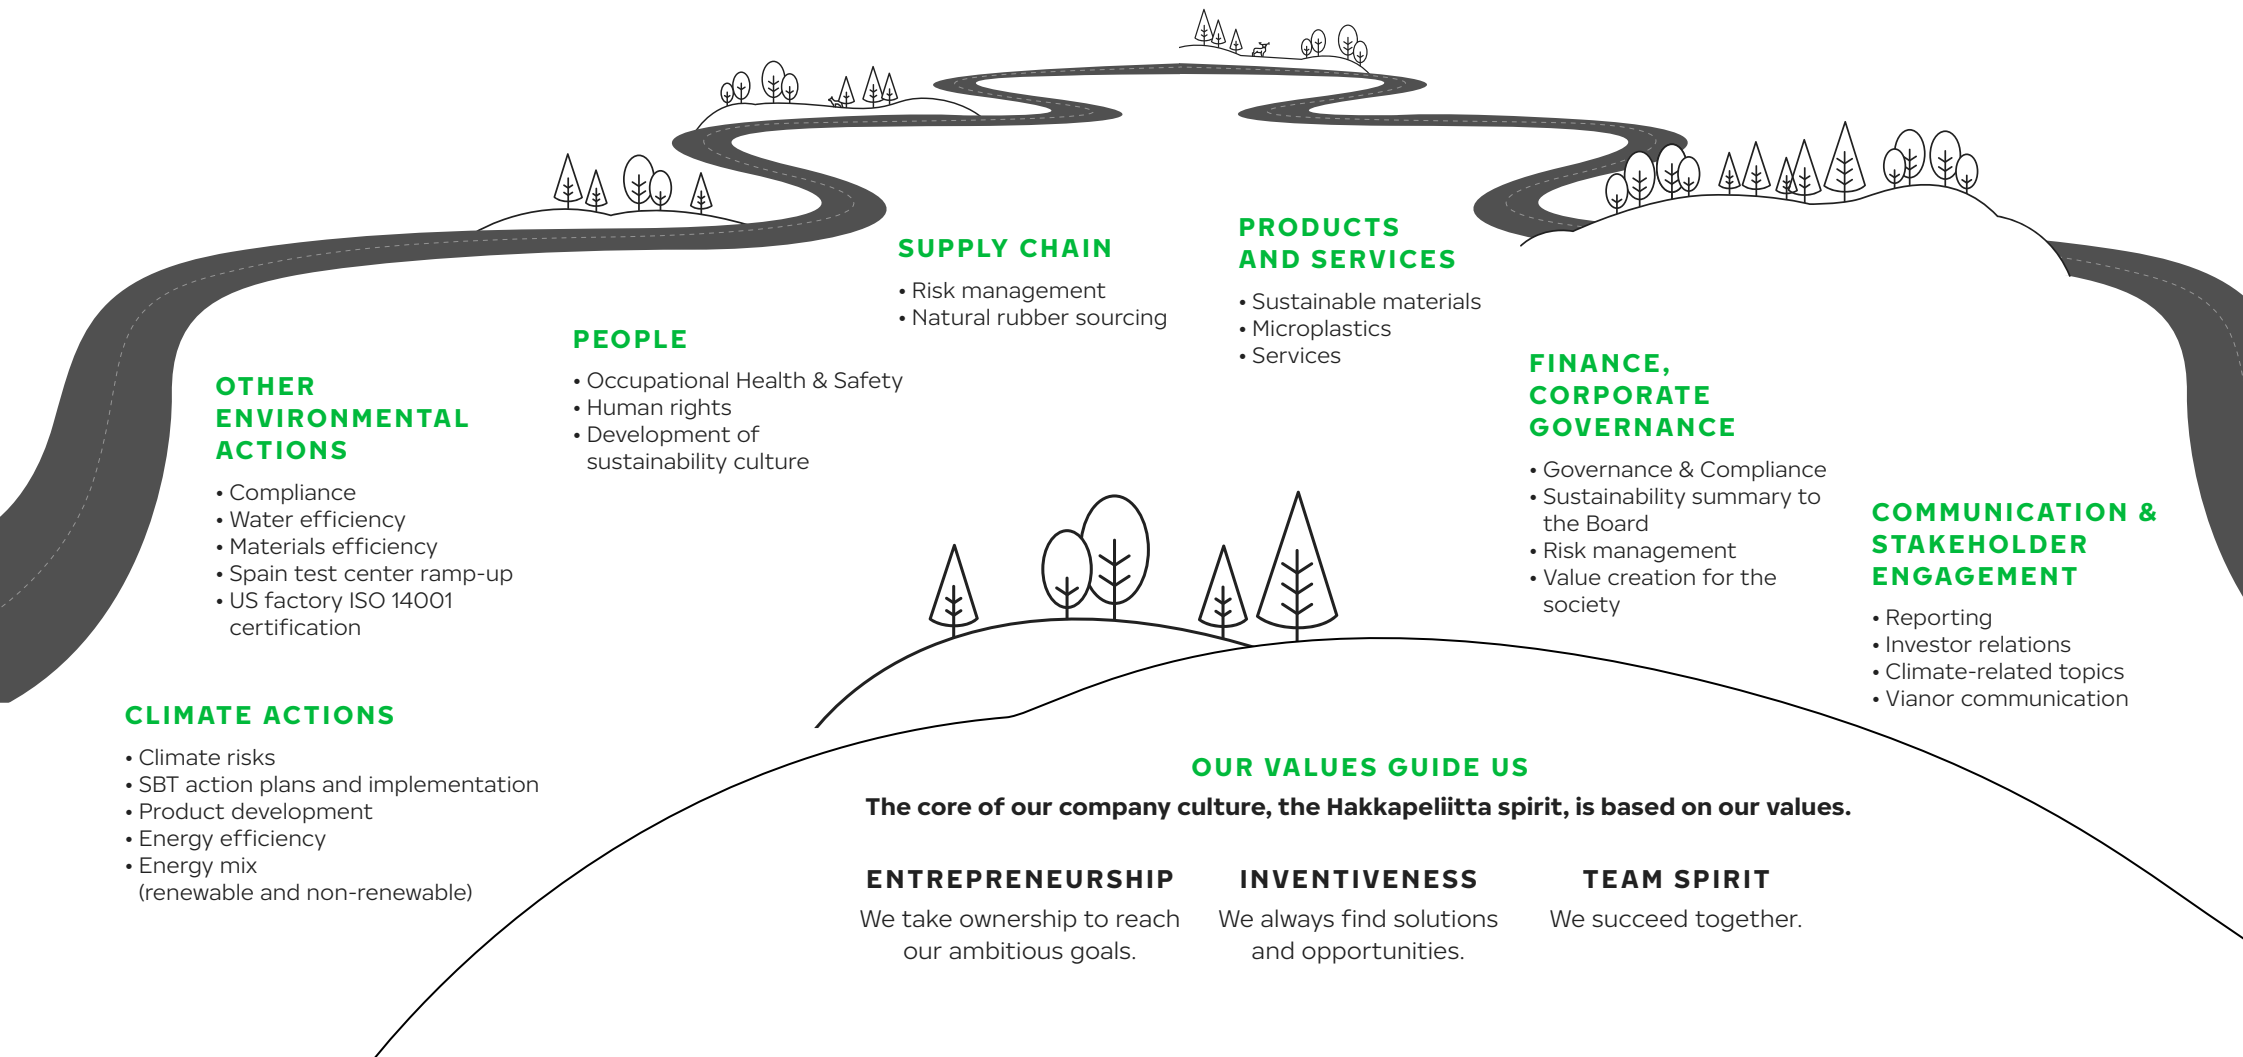 SUPPLY CHAIN
• Risk management
• Natural rubber sourcing
PRODUCTS
AND SERVICES
• Sustainable materials
• Microplastics
• Services
PEOPLE
• Occupational Health & Safety
• Human rights
• Development of
sustainability culture
OTHER
ENVIRONMENTAL
ACTIONS
• Compliance
• Water efficiency
• Materials efficiency
• Spain test center ramp-up
• US factory ISO 14001
certification
FINANCE,
CORPORATE
GOVERNANCE
• Governance & Compliance
• Sustainability summary to
the Board
• Risk management
• Value creation for the
society
COMMUNICATION &
STAKEHOLDER
ENGAGEMENT
• Reporting
• Investor relations
• Climate-related topics
• Vianor communication
CLIMATE ACTIONS
• Climate risks
• SBT action plans and implementation
• Product development
• Energy efficiency
• Energy mix
(renewable and non-renewable)
OUR VALUES GUIDE US
The core of our company culture, the Hakkapeliitta spirit, is based on our values.
ENTREPRENEURSHIP
We take ownership to reach
our ambitious goals.
INVENTIVENESS
We always find solutions
and opportunities.
TEAM SPIRIT
We succeed together.